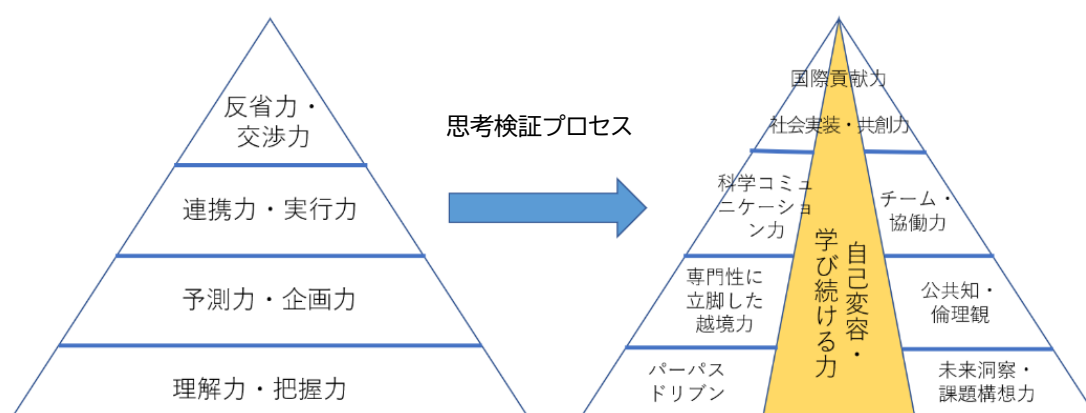 反省力・
交渉力
連携力・実行力
予測力・企画力
理解力・把握力
思考検証プロセス
国際貢献力
社会実装・共創力
科学コミュ
ニケーショ
ン力
チーム・
協働力
専門性に
立脚した
越境力
公共知・
倫理観
パーパス
ドリブン
未来洞察・
課題構想力
自己変容・
学び続ける力